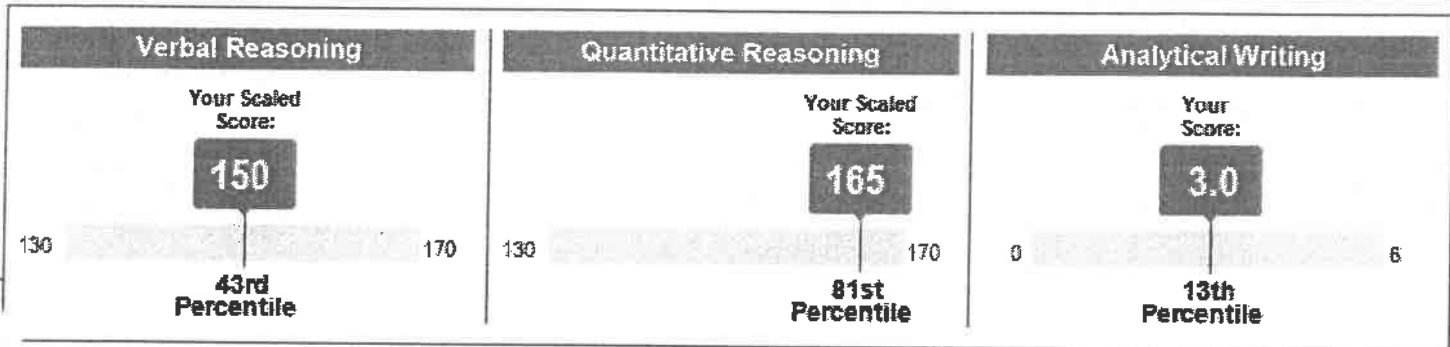 Verbal Reasoning
Your Scaled
Score:
150
130
170
43rd
Percentile
Quantitative Reasoning
Your Scaled
Score:
165
130
170
81st
Percentile
Analytical Writing
Your
Score:
3.0
0
6
13th
Percentile